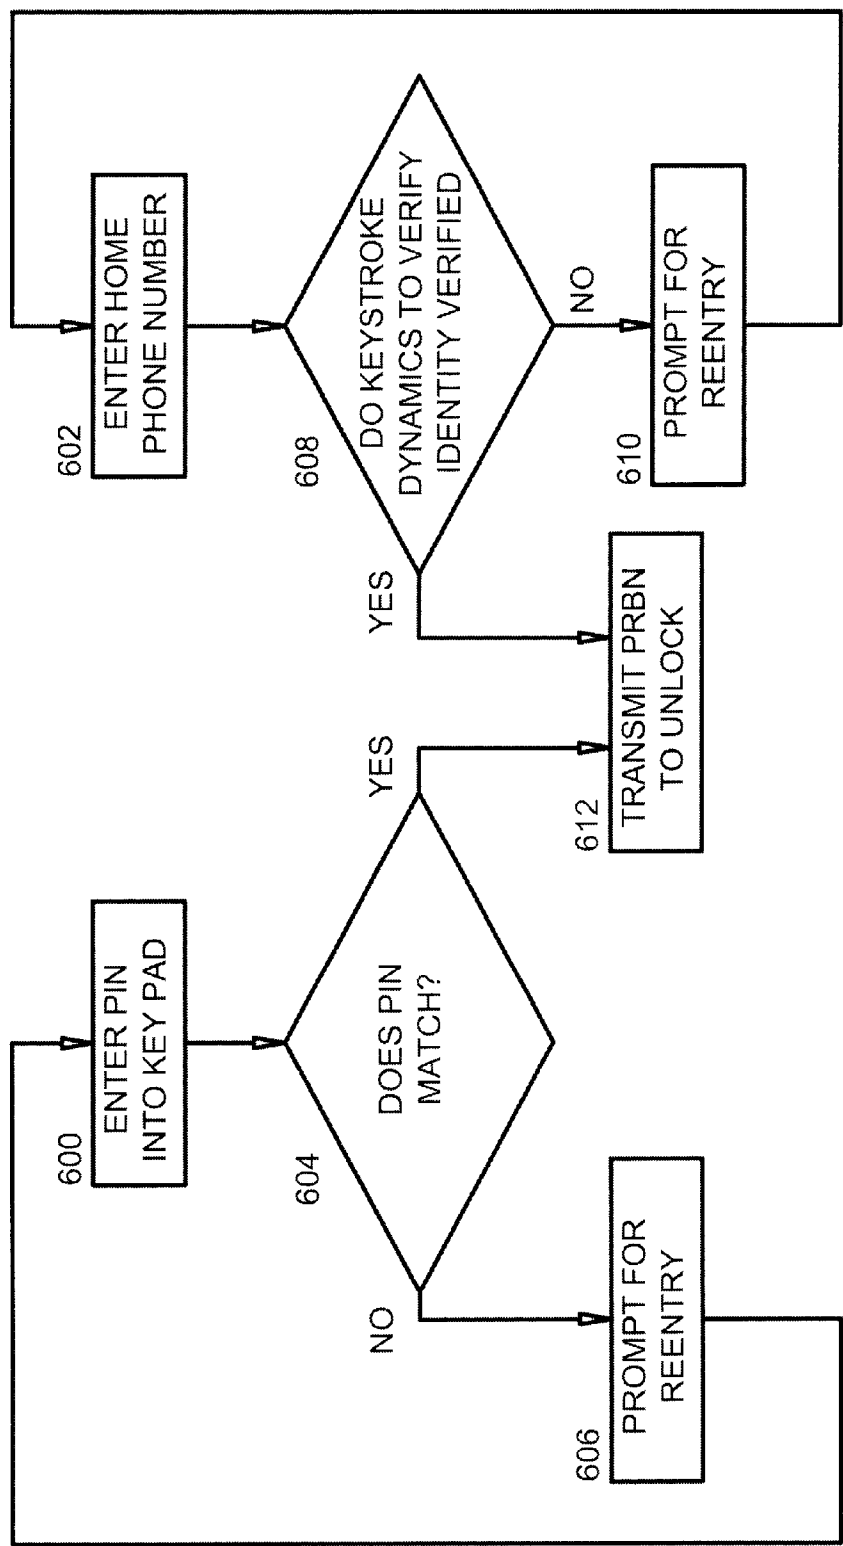 600
ENTER PIN
INTO KEY PAD
602
ENTER HOME
PHONE NUMBER
604
DOES PIN
MATCH?
NO
YES
608
DO KEYSTROKE
DYNAMICS TO VERIFY
IDENTITY VERIFIED
YES
NO
606
PROMPT FOR
REENTRY
612
TRANSMIT PRBN
TO UNLOCK
610
PROMPT FOR
REENTRY